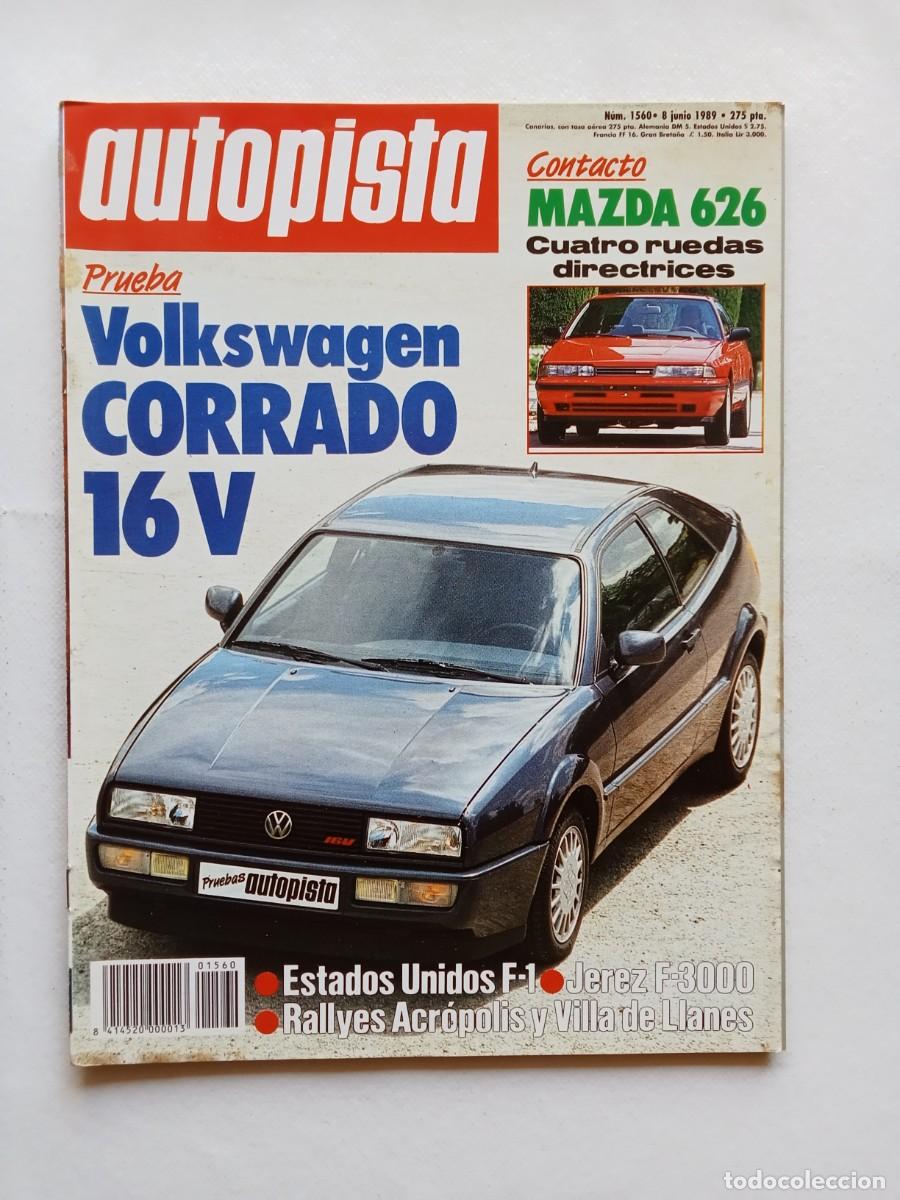 autopista
Núm. 1560 • 8 junio 1989 • 275 pta.
Canarias, con tasa aérea 275 pta. Alemania DM 5. Estados Unidos $ 2.75.
Francia FF 16. Gran Bretaña £ 1.50. Italia Lir 3.000.
Contacto
MAZDA 626
Cuatro ruedas
directrices
Prueba
Volkswagen
CORRADO
16 V
16V
Pruebas autopista
01560
8 414520 000013
Estados Unidos F-1 • Jerez F-3000
Rallyes Acrópolis y Villa de Llanes
todocoleccion